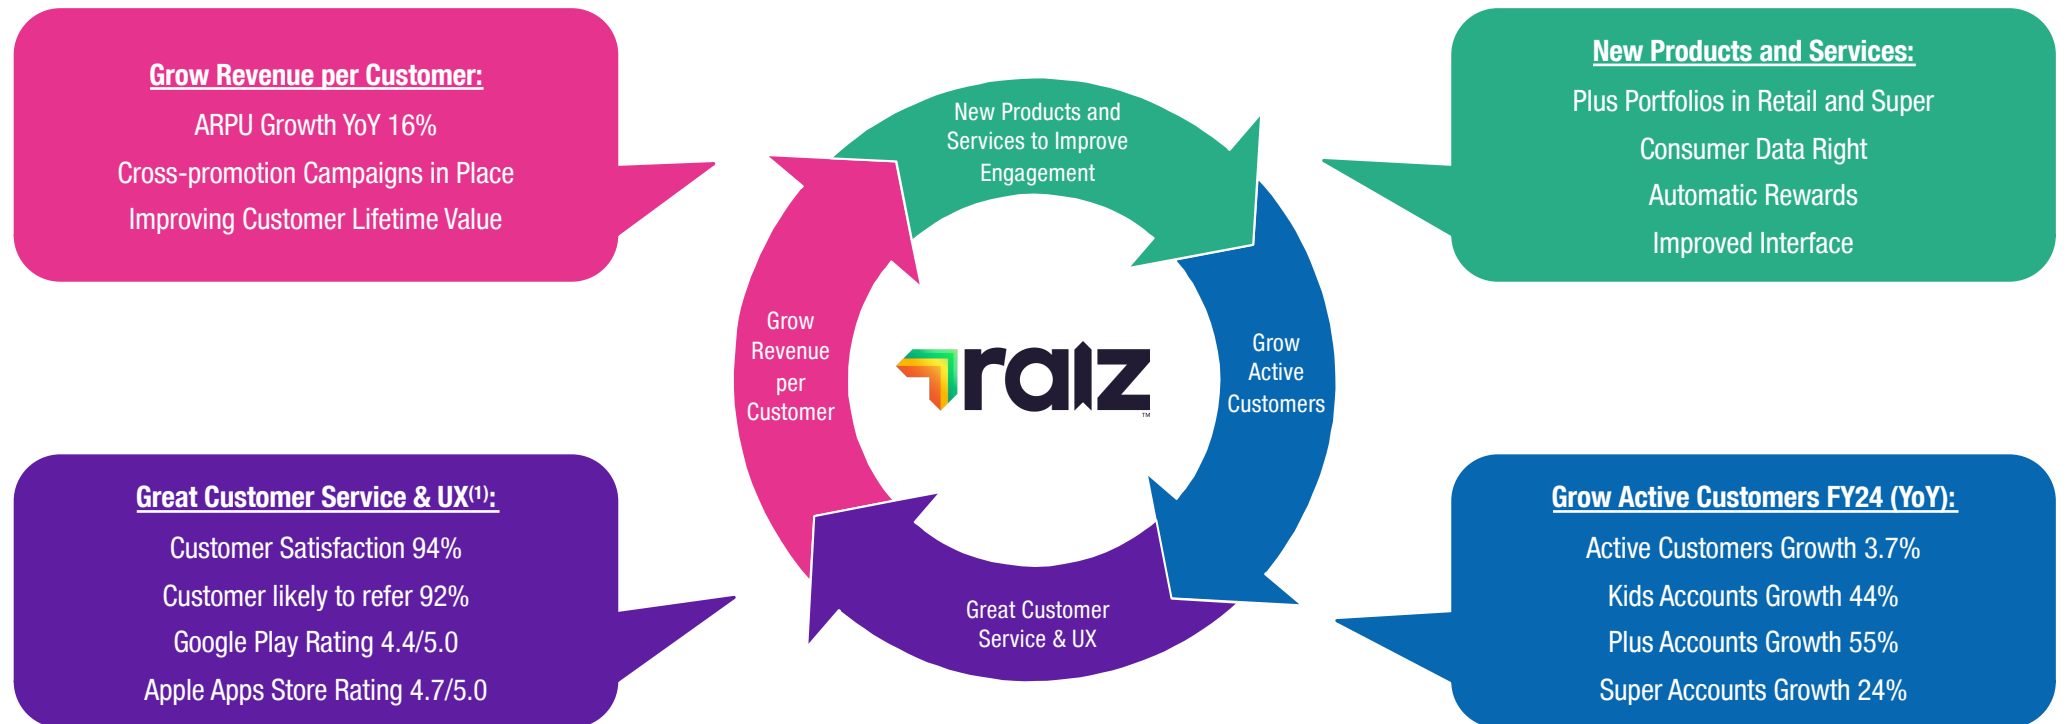 Grow Revenue per Customer:
ARPU Growth YoY 16%
Cross-promotion Campaigns in Place
Improving Customer Lifetime Value
New Products and
Services to Improve
Engagement
New Products and Services:
Plus Portfolios in Retail and Super
Consumer Data Right
Automatic Rewards
Improved Interface
Grow
Revenue
per
Customer
raiz
TM
Grow
Active
Customers
Great Customer Service & UX(1):
Customer Satisfaction 94%
Customer likely to refer 92%
Google Play Rating 4.4/5.0
Apple Apps Store Rating 4.7/5.0
Great Customer
Service & UX
Grow Active Customers FY24 (YoY):
Active Customers Growth 3.7%
Kids Accounts Growth 44%
Plus Accounts Growth 55%
Super Accounts Growth 24%